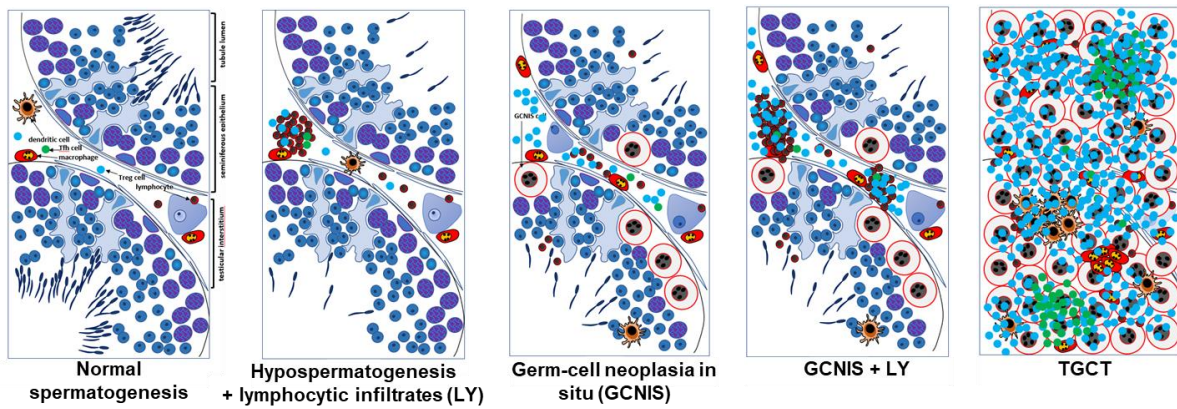 tubule lumen
seminiferous epithelium
testicular interstitium
dendritic cell
Tfh cell
macrophage
Treg cell
lymphocyte
GCNIS cell
Normal
spermatogenesis
Hypospermatogenesis
+ lymphocytic infiltrates (LY)
Germ-cell neoplasia in
situ (GCNIS)
GCNIS + LY
TGCT